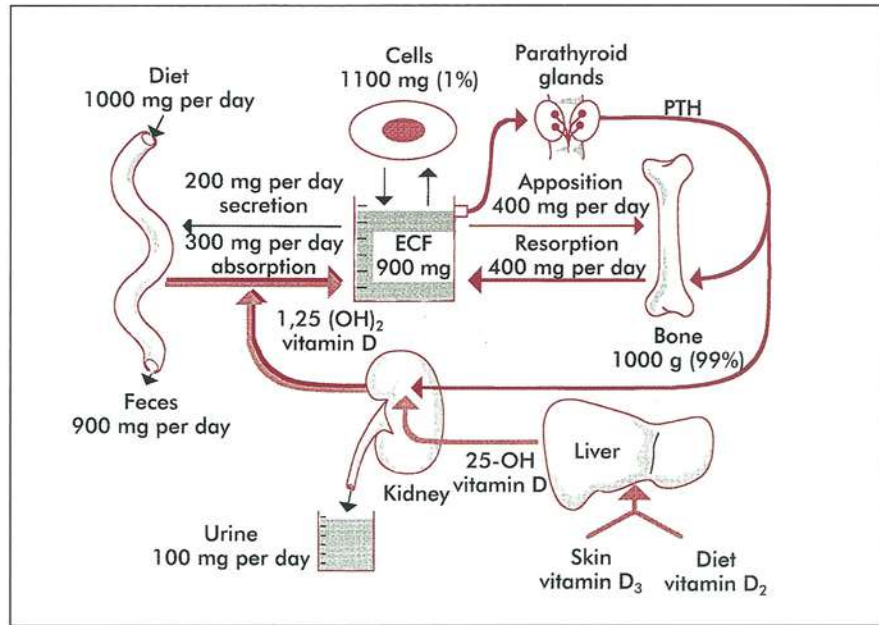 Cells
1100 mg (1%)
Parathyroid
glands
Diet
1000 mg per day
PTH
200 mg per day
secretion
300 mg per day
absorption
ECF
900 mg
Apposition
400 mg per day
Resorption
400 mg per day
1,25 (OH)₂
vitamin D
Bone
1000 g (99%)
Feces
900 mg per day
Kidney
25-OH
vitamin D
Liver
Urine
100 mg per day
Skin
vitamin D₃
Diet
vitamin D₂